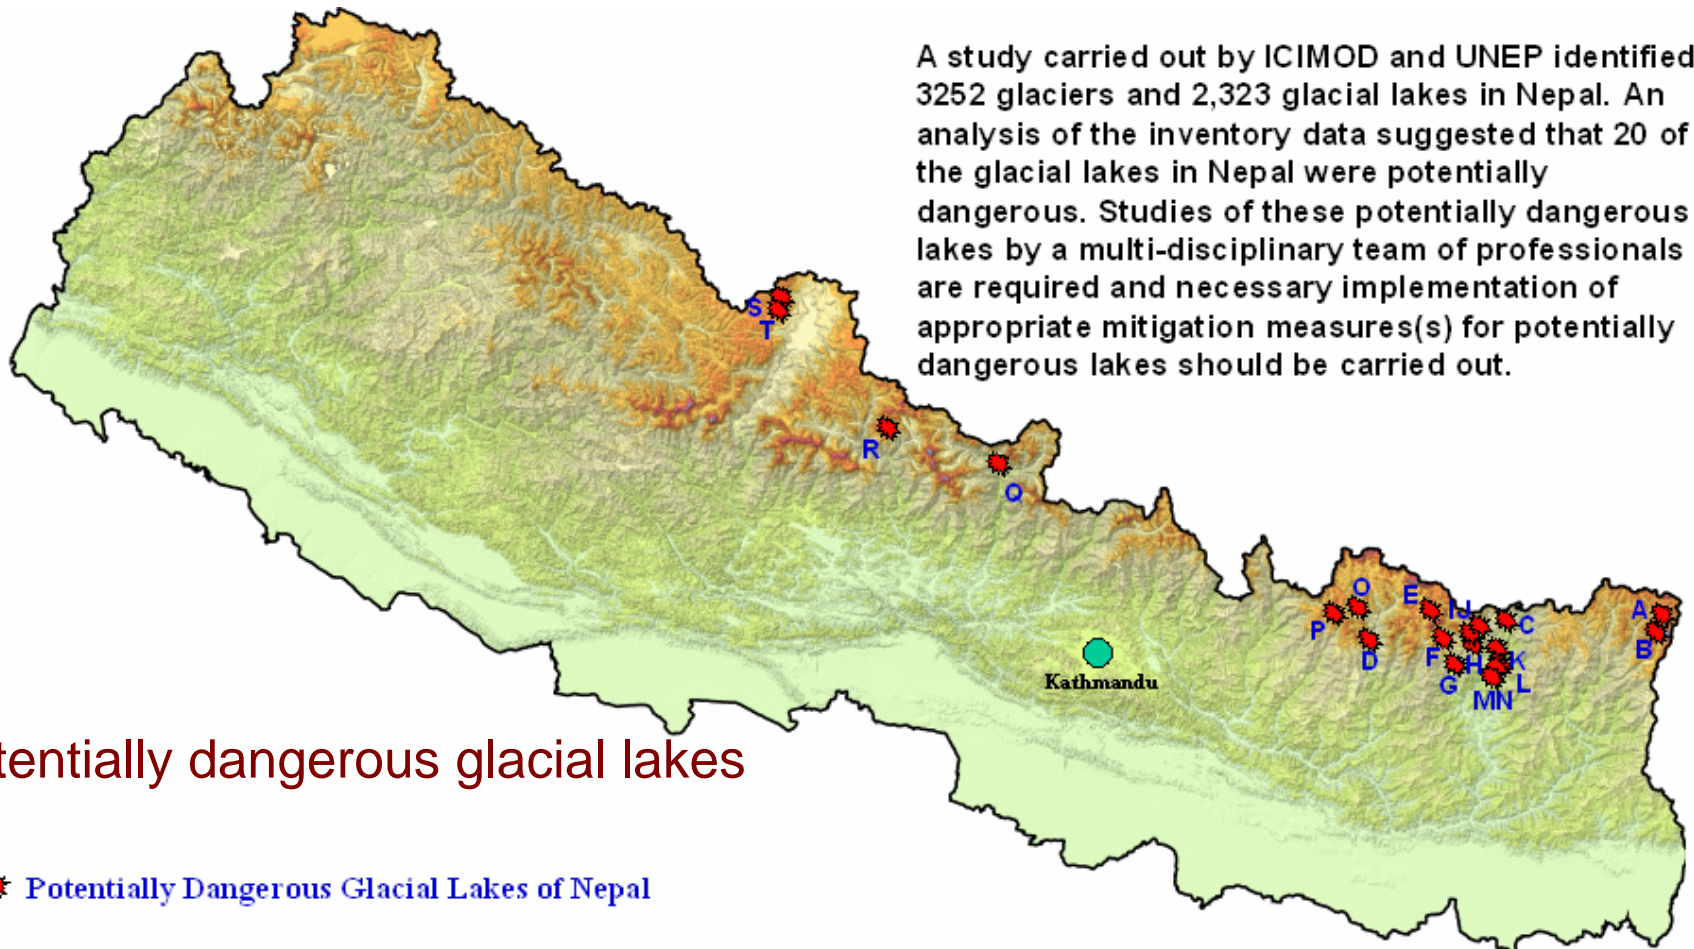 A study carried out by ICIMOD and UNEP identified
3252 glaciers and 2,323 glacial lakes in Nepal. An
analysis of the inventory data suggested that 20 of
the glacial lakes in Nepal were potentially
dangerous. Studies of these potentially dangerous
lakes by a multi-disciplinary team of professionals
are required and necessary implementation of
appropriate mitigation measures(s) for potentially
dangerous lakes should be carried out.
S
T
R
Q
O
E
IJ
C
A
P
D
F
H
K
B
G
L
MN
Kathmandu
tentially dangerous glacial lakes
Potentially Dangerous Glacial Lakes of Nepal